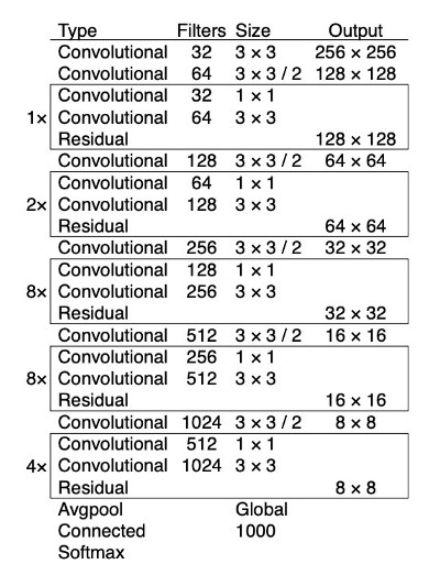 Type Filters Size Output
Convolutional 32 3 × 3 256 × 256
Convolutional 64 3 × 3 / 2 128 × 128
Convolutional 32 1 × 1
1× Convolutional 64 3 × 3
Residual 128 × 128
Convolutional 128 3 × 3 / 2 64 × 64
Convolutional 64 1 × 1
2× Convolutional 128 3 × 3
Residual 64 × 64
Convolutional 256 3 × 3 / 2 32 × 32
Convolutional 128 1 × 1
8× Convolutional 256 3 × 3
Residual 32 × 32
Convolutional 512 3 × 3 / 2 16 × 16
Convolutional 256 1 × 1
8× Convolutional 512 3 × 3
Residual 16 × 16
Convolutional 1024 3 × 3 / 2 8 × 8
Convolutional 512 1 × 1
4× Convolutional 1024 3 × 3
Residual 8 × 8
Avgpool Global
Connected 1000
Softmax